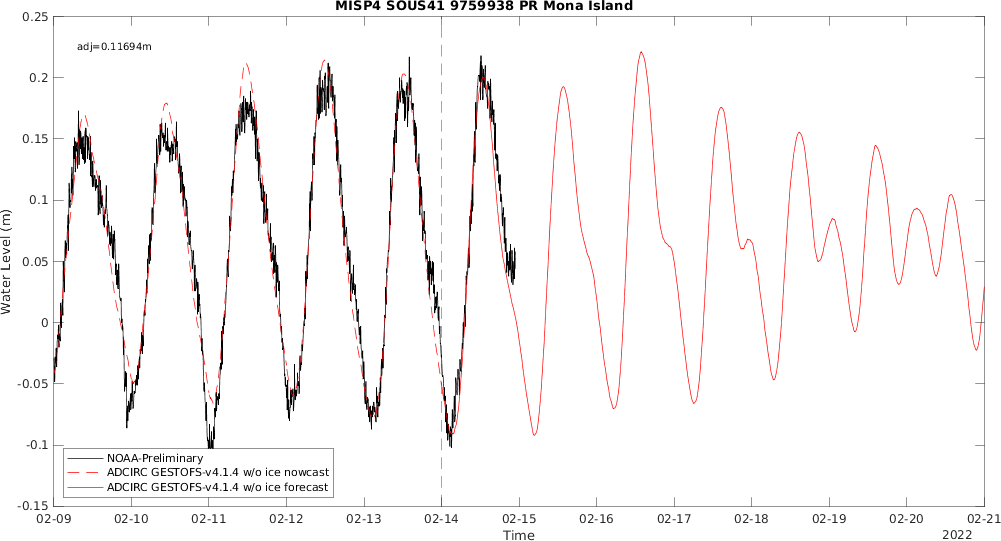 MISP4 SOUS41 9759938 PR Mona Island
adj=0.11694m
0.25
0.2
0.15
0.1
0.05
0
-0.05
-0.1
-0.15
Water Level (m)
NOAA-Preliminary
ADCIRC GESTOFS-v4.1.4 w/o ice nowcast
ADCIRC GESTOFS-v4.1.4 w/o ice forecast
02-09 02-10 02-11 02-12 02-13 02-14 02-15 02-16 02-17 02-18 02-19 02-20 02-21
Time
2022